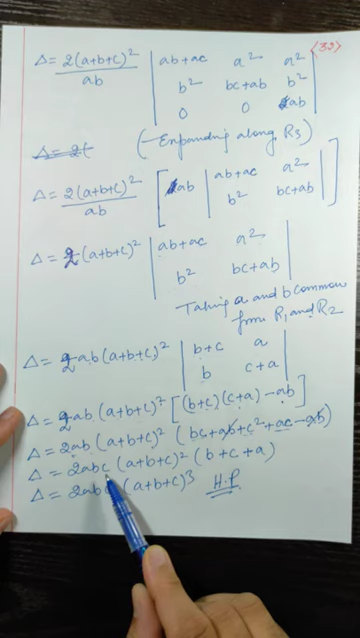 (32)
Δ = 2(a+b+c)²/ab | ab+ac a² a² |
| b² bc+ab b² |
| 0 0 ab |
Δ = 2(
(-Enpanding along R3)
Δ = 2(a+b+c)²/ab [ab | ab+ac a² |
| b² bc+ab | ]
Δ = 2(a+b+c)² | ab+ac a² |
| b² bc+ab |
Taking a and b common
from R1 and R2
Δ = 2ab(a+b+c)² | b+c a |
| b c+a |
Δ = 2ab(a+b+c)² [(b+c)(c+a) - ab]
Δ = 2ab(a+b+c)² (bc+ab+c²+ac-ab)
Δ = 2abc(a+b+c)² (b+c+a)
Δ = 2abc (a+b+c)³ H.P